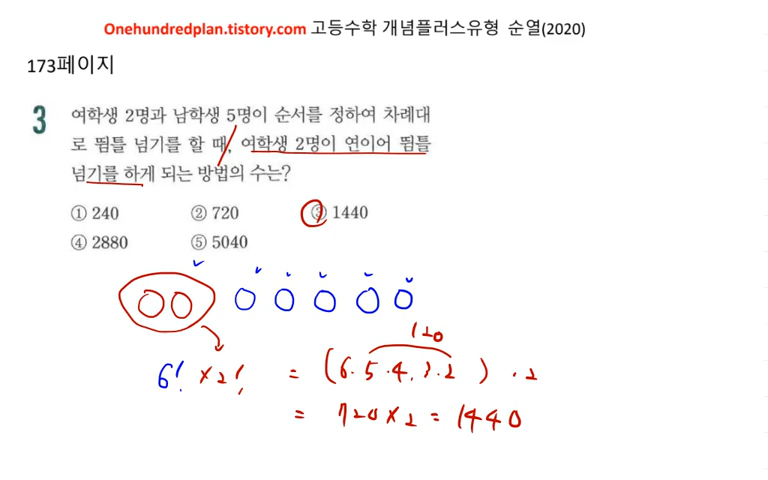 Onehundredplan.tistory.com 고등수학 개념플러스유형 순열(2020)
173페이지
3 여학생 2명과 남학생 5명이 순서를 정하여 차례대
로 뜀틀 넘기를 할 때, 여학생 2명이 연이어 뜀틀
넘기를 하게 되는 방법의 수는?
① 240 ② 720 ③ 1440
④ 2880 ⑤ 5040
120
6! × 2! = (6·5·4·3·2)·2
= 720×2 = 1440